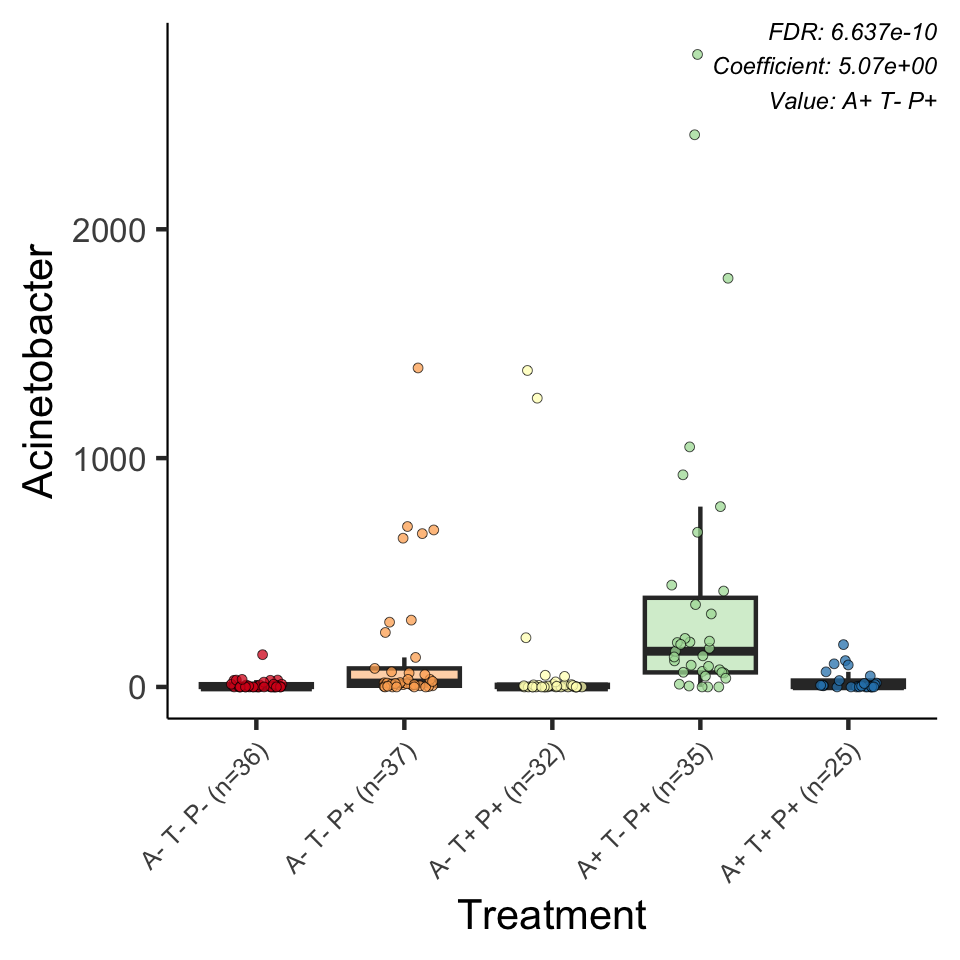 FDR: 6.637e-10
Coefficient: 5.07e+00
Value: A+ T- P+
Acinetobacter
2000
1000
0
A- T- P- (n=36)
A- T- P+ (n=37)
A- T+ P+ (n=32)
A+ T- P+ (n=35)
A+ T+ P+ (n=25)
Treatment